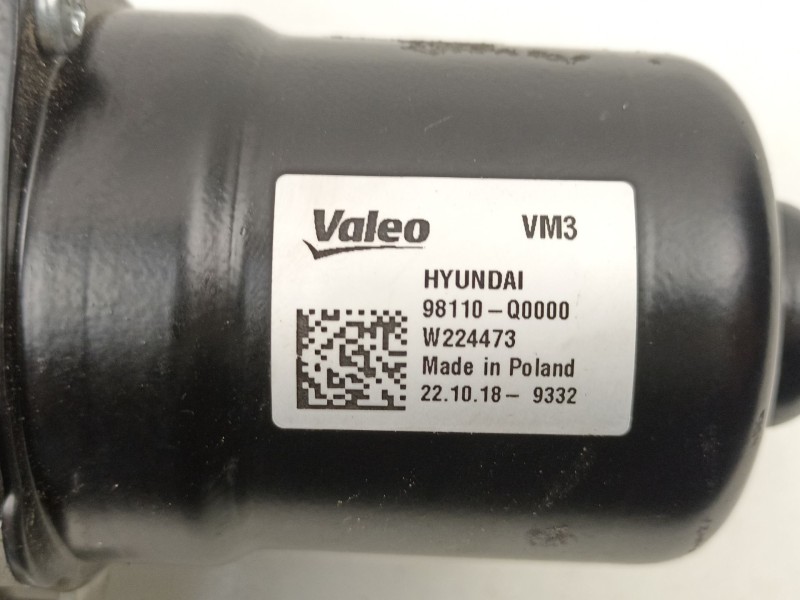 Valeo VM3
HYUNDAI
98110-Q0000
W224473
Made in Poland
22.10.18- 9332